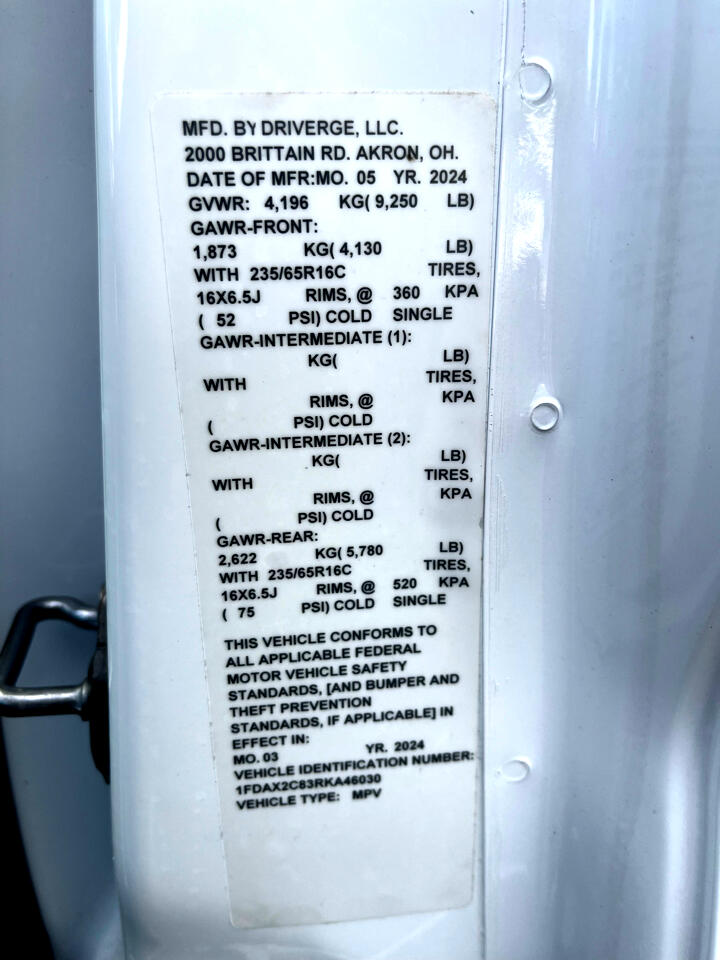 MFD. BY DRIVERGE, LLC.
2000 BRITTAIN RD. AKRON, OH.
DATE OF MFR:MO. 05 YR. 2024
GVWR: 4,196 KG( 9,250 LB)
GAWR-FRONT:
1,873 KG( 4,130 LB)
WITH 235/65R16C TIRES,
16X6.5J RIMS, @ 360 KPA
( 52 PSI) COLD SINGLE
GAWR-INTERMEDIATE (1):
KG( LB)
WITH TIRES,
RIMS, @ KPA
( PSI) COLD
GAWR-INTERMEDIATE (2):
KG( LB)
WITH TIRES,
RIMS, @ KPA
( PSI) COLD
GAWR-REAR:
2,622 KG( 5,780 LB)
WITH 235/65R16C TIRES,
16X6.5J RIMS, @ 520 KPA
( 75 PSI) COLD SINGLE
THIS VEHICLE CONFORMS TO
ALL APPLICABLE FEDERAL
MOTOR VEHICLE SAFETY
STANDARDS, [AND BUMPER AND
THEFT PREVENTION
STANDARDS, IF APPLICABLE] IN
EFFECT IN:
MO. 03 YR. 2024
VEHICLE IDENTIFICATION NUMBER:
1FDAX2C83RKA46030
VEHICLE TYPE: MPV